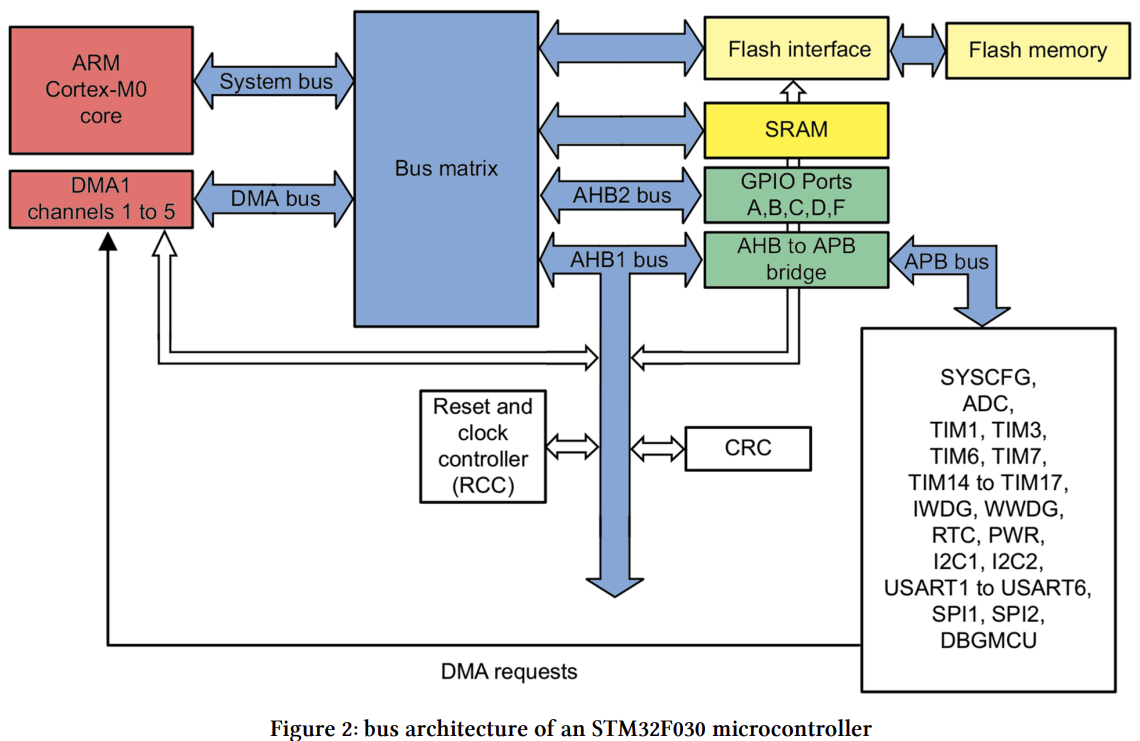 ARM
Cortex-M0
core
System bus
Bus matrix
Flash interface
Flash memory
SRAM
DMA1
channels 1 to 5
DMA bus
AHB2 bus
GPIO Ports
A,B,C,D,F
AHB1 bus
AHB to APB
bridge
APB bus
Reset and
clock
controller
(RCC)
CRC
SYSCFG,
ADC,
TIM1, TIM3,
TIM6, TIM7,
TIM14 to TIM17,
IWDG, WWDG,
RTC, PWR,
I2C1, I2C2,
USART1 to USART6,
SPI1, SPI2,
DBGMCU
DMA requests
Figure 2: bus architecture of an STM32F030 microcontroller